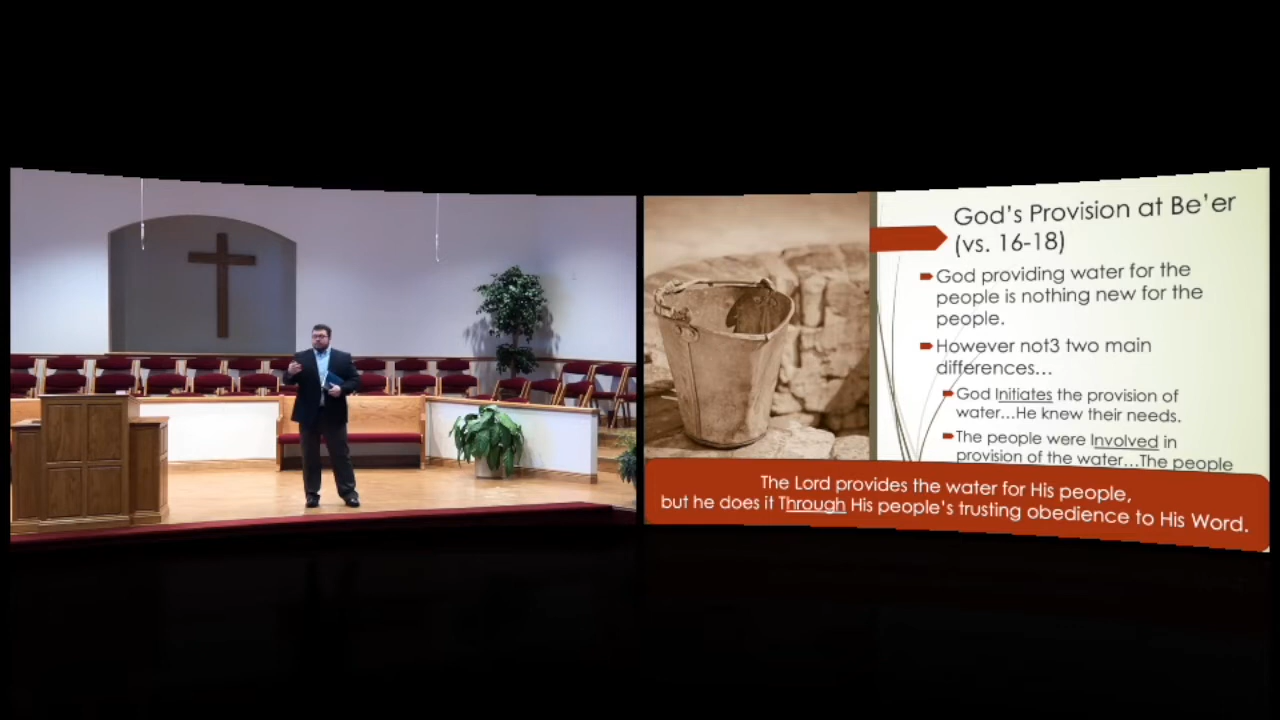 God's Provision at Be'er
(vs. 16-18)
God providing water for the
people is nothing new for the
people.
However not3 two main
differences…
God Initiates the provision of
water…He knew their needs.
The people were Involved in
provision of the water…The people
The Lord provides the water for His people,
but he does it Through His people's trusting obedience to His Word.